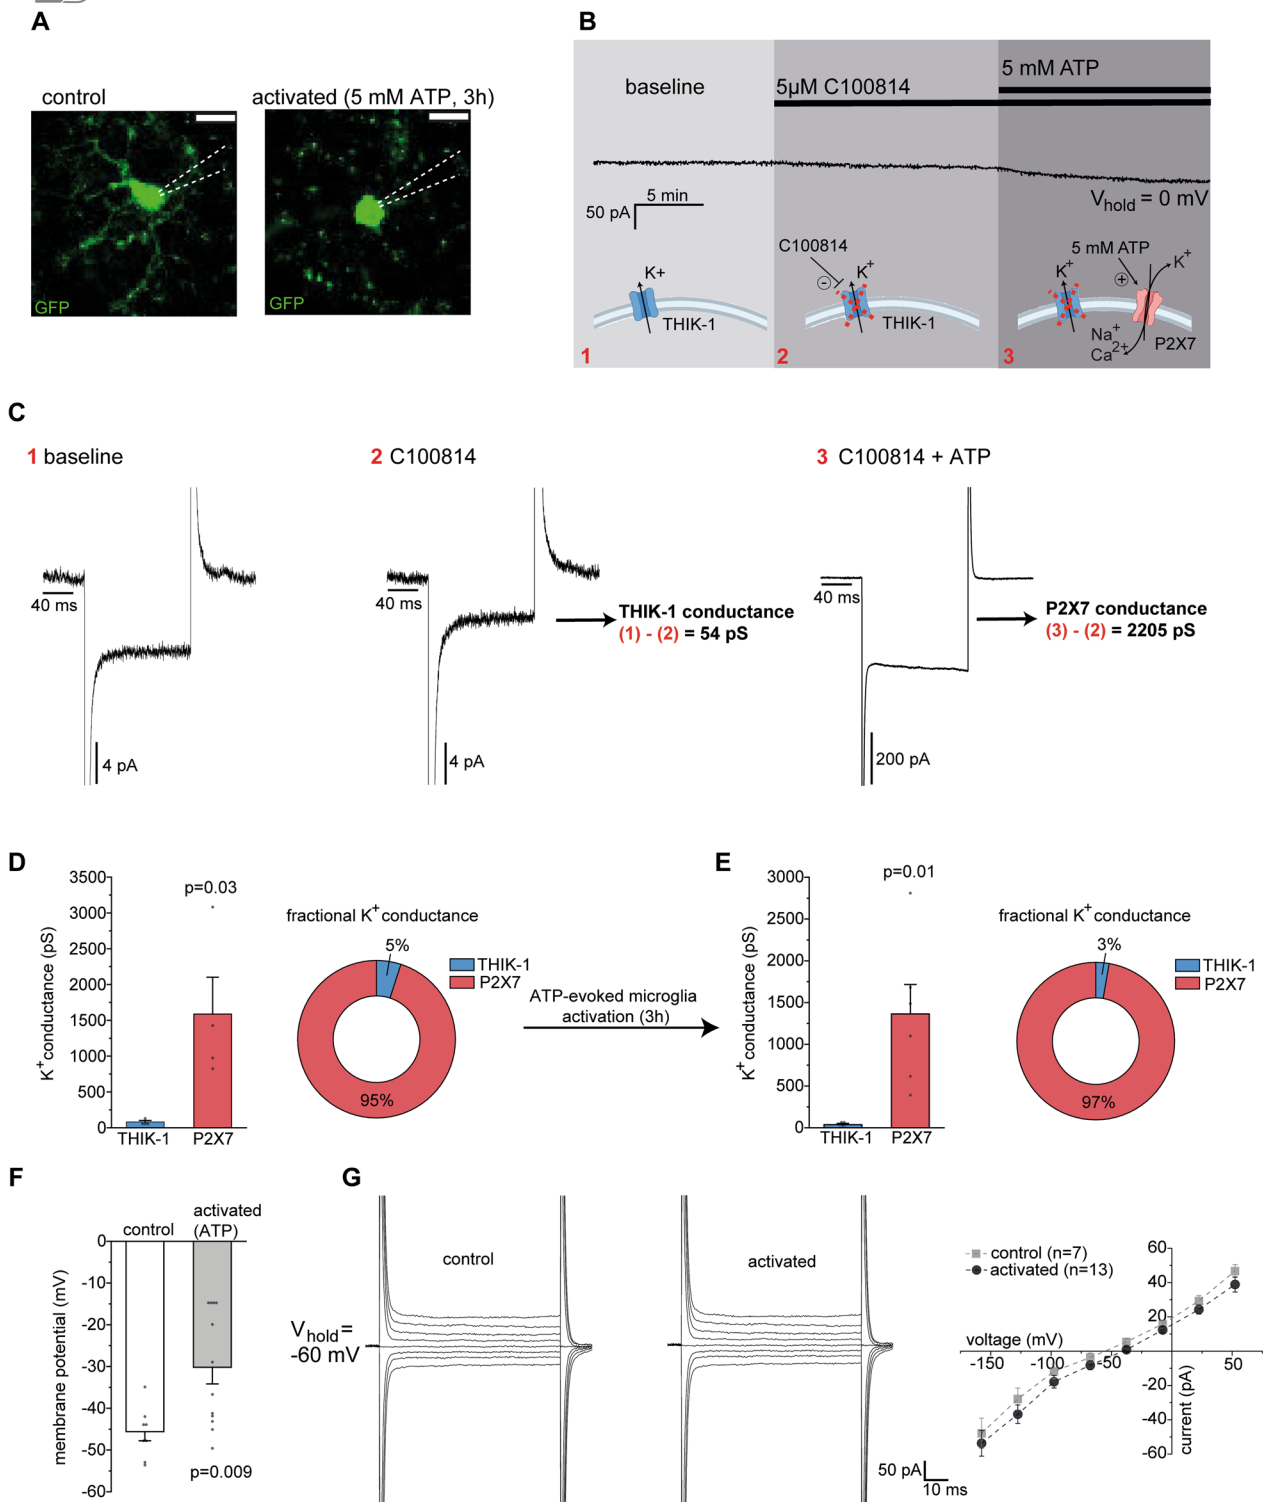 A
control
activated (5 mM ATP, 3h)
GFP
GFP
B
baseline
5µM C100814
5 mM ATP
50 pA
5 min
Vhold = 0 mV
K+
THIK-1
1
C100814
-
K+
THIK-1
2
5 mM ATP
+
K+
K+
Na+
Ca2+
P2X7
3
C
1 baseline
40 ms
4 pA
2 C100814
40 ms
4 pA
THIK-1 conductance
(1) - (2) = 54 pS
3 C100814 + ATP
40 ms
200 pA
P2X7 conductance
(3) - (2) = 2205 pS
D
K+ conductance (pS)
3500
3000
2500
2000
1500
1000
500
0
p=0.03
THIK-1
P2X7
fractional K+ conductance
5%
95%
THIK-1
P2X7
ATP-evoked microglia
activation (3h)
E
K+ conductance (pS)
3000
2500
2000
1500
1000
500
0
p=0.01
THIK-1
P2X7
fractional K+ conductance
3%
97%
THIK-1
P2X7
F
membrane potential (mV)
control
activated
(ATP)
0
-10
-20
-30
-40
-50
-60
p=0.009
G
Vhold =
-60 mV
control
activated
50 pA
10 ms
control (n=7)
activated (n=13)
voltage (mV)
-150
-100
-50
50
60
40
20
-20
-40
-60
current (pA)